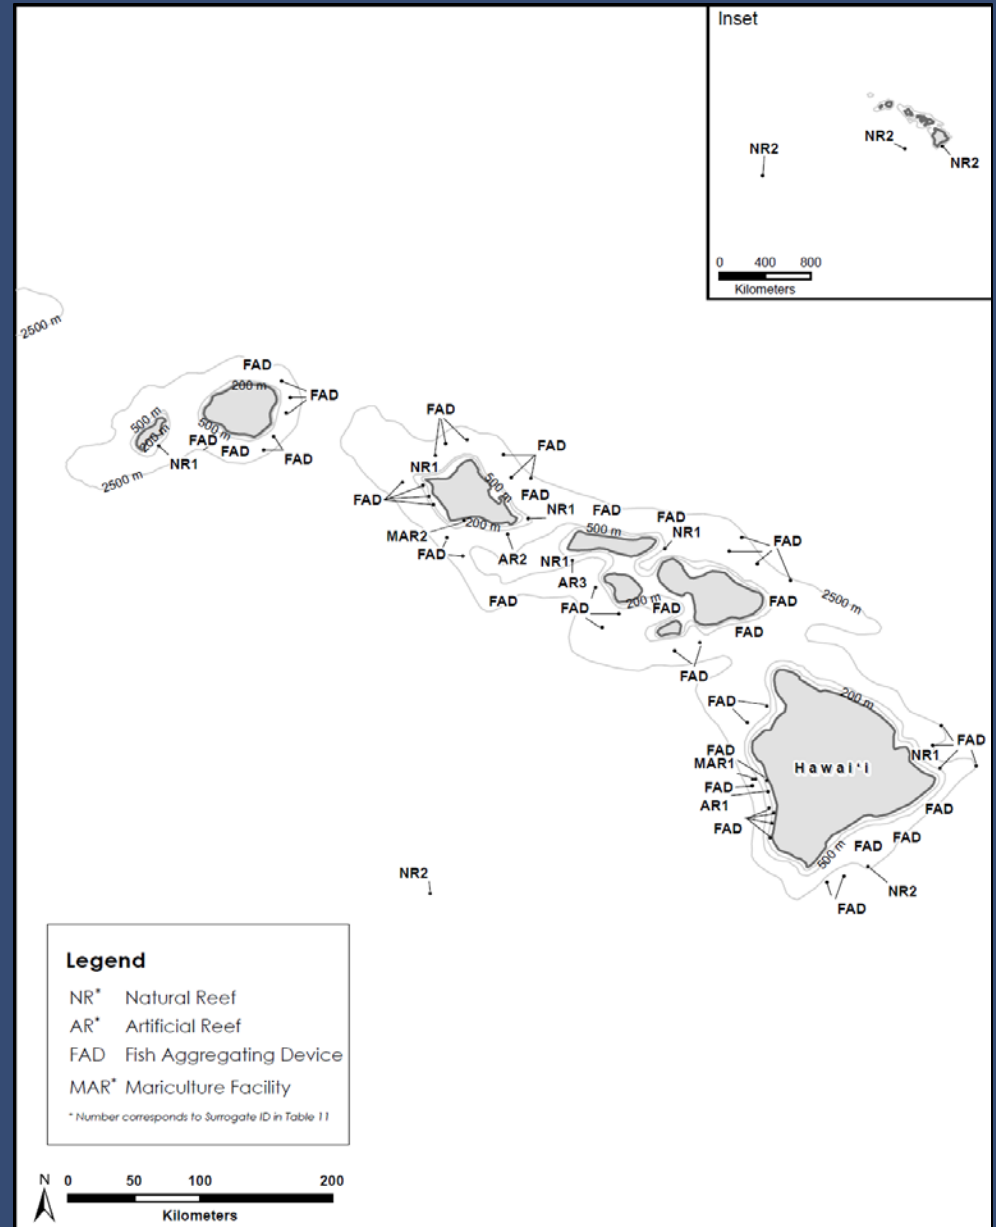 Inset
NR2
NR2
NR2
0 400 800
Kilometers
2500 m
FAD
200 m
FAD
500 m
200 m
500 m
FAD
FAD
FAD
NR1
2500 m
FAD
FAD
NR1
500 m
FAD
FAD
NR1
FAD
FAD
NR1
MAR2
200 m
500 m
FAD
FAD
AR2
NR1
AR3
FAD
200 m
FAD
FAD
FAD
2500 m
FAD
FAD
FAD
200 m
FAD
NR1
FAD
MAR1
Hawai‘i
FAD
AR1
FAD
FAD
FAD
FAD
500 m
NR2
FAD
NR2
Legend
NR* Natural Reef
AR* Artificial Reef
FAD Fish Aggregating Device
MAR* Mariculture Facility
* Number corresponds to Surrogate ID in Table 11
N
0 50 100 200
Kilometers